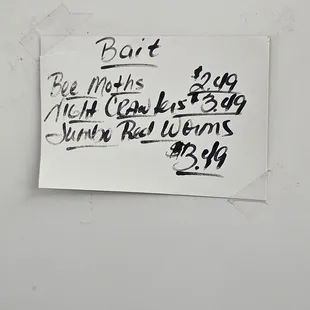 Bait
Bee Moths $2.49
Night Crawlers $3.49
Jumbo Red Worms
$3.49